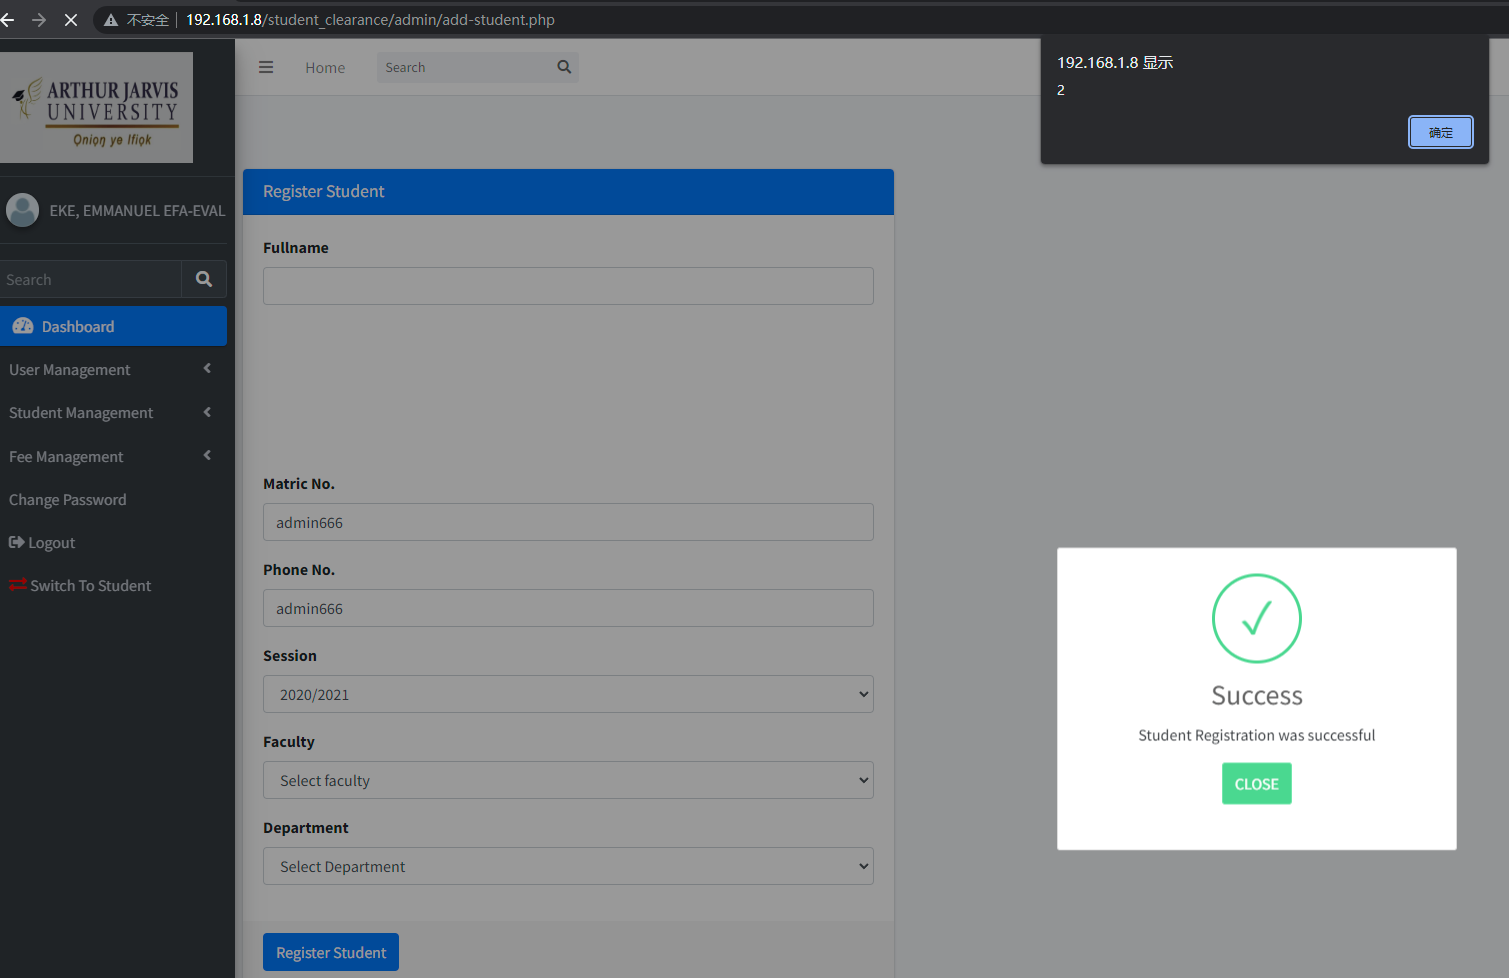 不安全 192.168.1.8/student_clearance/admin/add-student.php
ARTHUR JARVIS
UNIVERSITY
Ọniọŋ ye Ifiọk
EKE, EMMANUEL EFA-EVAL
Search
Dashboard
User Management
Student Management
Fee Management
Change Password
Logout
Switch To Student
Home
Search
192.168.1.8 显示
2
确定
Register Student
Fullname
Matric No.
admin666
Phone No.
admin666
Session
2020/2021
Faculty
Select faculty
Department
Select Department
Register Student
Success
Student Registration was successful
CLOSE